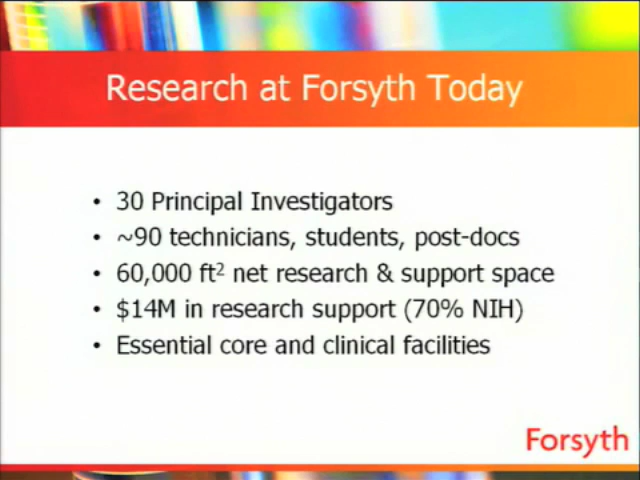 Research at Forsyth Today
• 30 Principal Investigators
• ~90 technicians, students, post-docs
• 60,000 ft² net research & support space
• $14M in research support (70% NIH)
• Essential core and clinical facilities
Forsyth